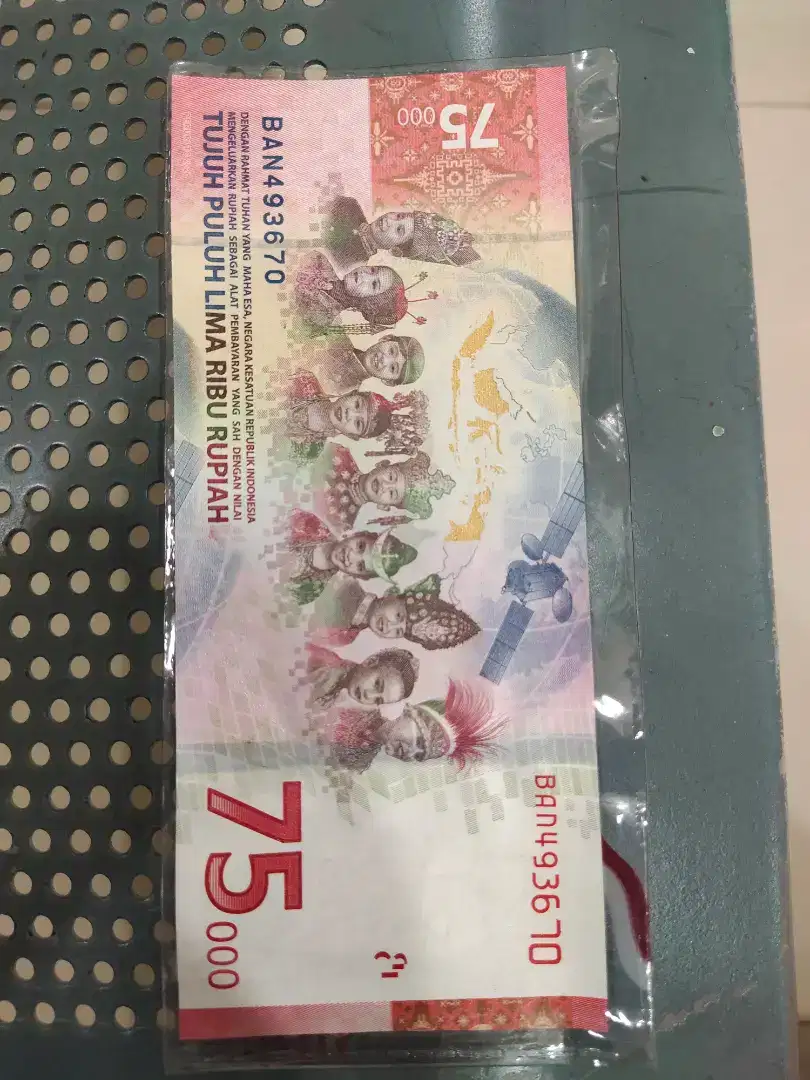 75 000
BAN493670
DENGAN RAHMAT TUHAN YANG MAHA ESA, NEGARA KESATUAN REPUBLIK INDONESIA
MENGELUARKAN RUPIAH SEBAGAI ALAT PEMBAYARAN YANG SAH DENGAN NILAI
TUJUH PULUH LIMA RIBU RUPIAH
BAN493670
75 000